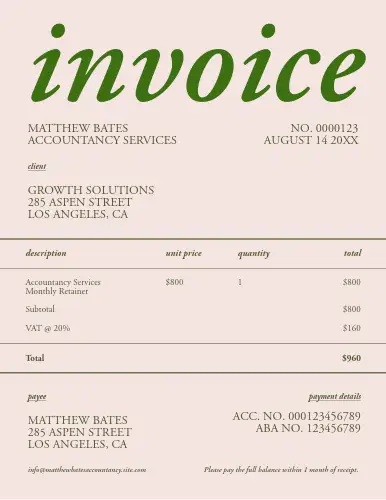 invoice
MATTHEW BATES
ACCOUNTANCY SERVICES
NO. 0000123
AUGUST 14 20XX
client
GROWTH SOLUTIONS
285 ASPEN STREET
LOS ANGELES, CA
description unit price quantity total
Accountancy Services $800 1 $800
Monthly Retainer
Subtotal $800
VAT @ 20% $160
Total $960
payee
MATTHEW BATES
285 ASPEN STREET
LOS ANGELES, CA
payment details
ACC. NO. 000123456789
ABA NO. 123456789
info@matthewbatesaccountancy.site.com
Please pay the full balance within 1 month of receipt.